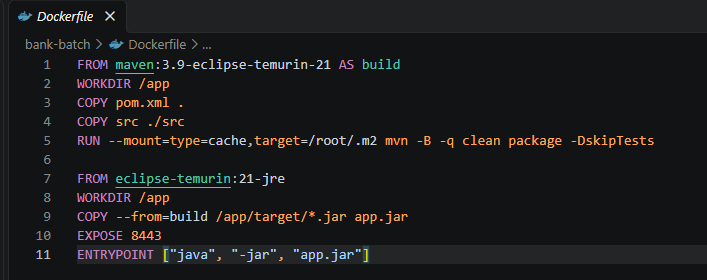 Dockerfile
bank-batch > Dockerfile > ...
1 FROM maven:3.9-eclipse-temurin-21 AS build
2 WORKDIR /app
3 COPY pom.xml .
4 COPY src ./src
5 RUN --mount=type=cache,target=/root/.m2 mvn -B -q clean package -DskipTests
6
7 FROM eclipse-temurin:21-jre
8 WORKDIR /app
9 COPY --from=build /app/target/*.jar app.jar
10 EXPOSE 8443
11 ENTRYPOINT ["java", "-jar", "app.jar"]